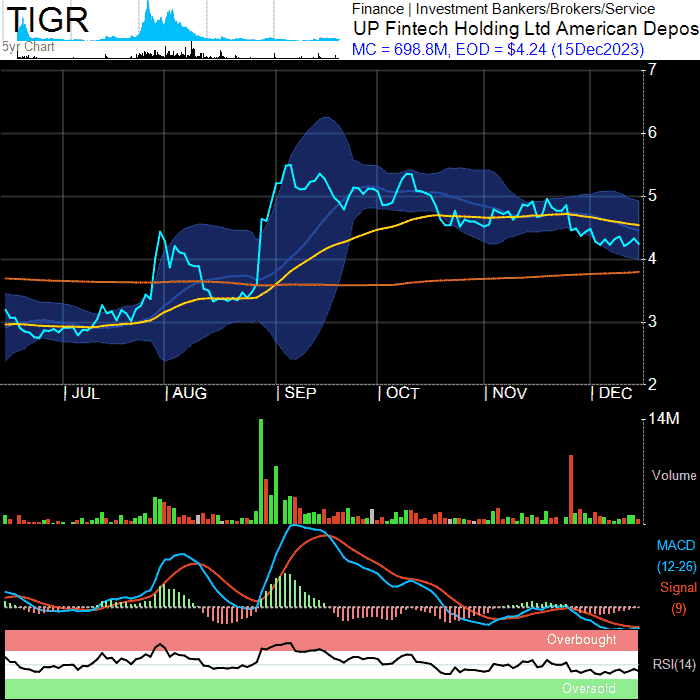 TIGR
5yr Chart
Finance | Investment Bankers/Brokers/Service
UP Fintech Holding Ltd American Depos
MC = 698.8M, EOD = $4.24 (15Dec2023)
7
6
5
4
3
2
JUL
AUG
SEP
OCT
NOV
DEC
14M
Volume
MACD
(12-26)
Signal
(9)
Overbought
RSI(14)
Oversold